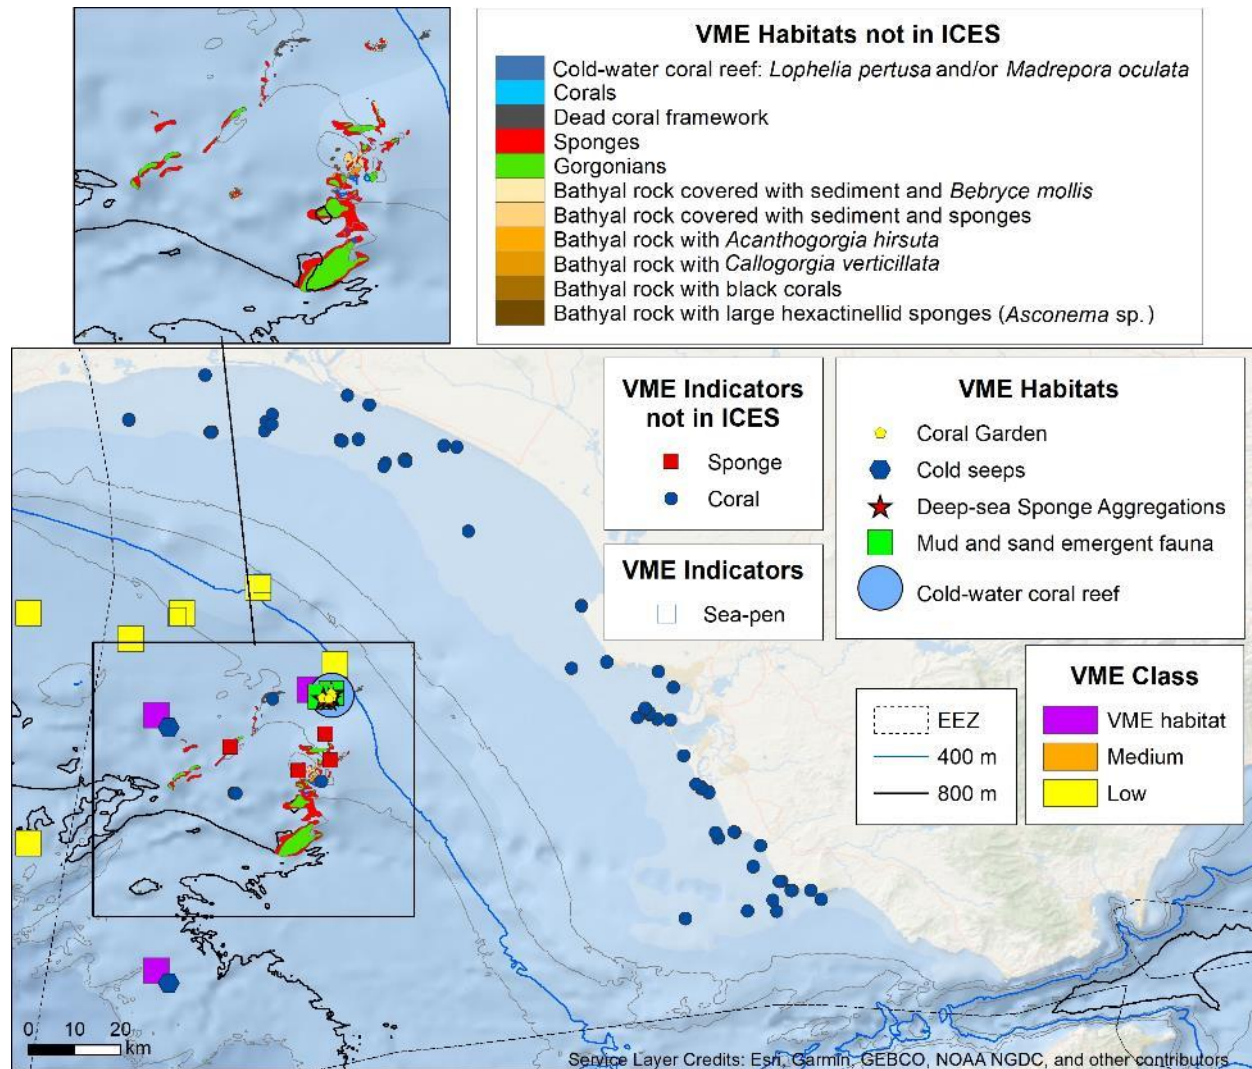 VME Habitats not in ICES
Cold-water coral reef: Lophelia pertusa and/or Madrepora oculata
Corals
Dead coral framework
Sponges
Gorgonians
Bathyal rock covered with sediment and Bebryce mollis
Bathyal rock covered with sediment and sponges
Bathyal rock with Acanthogorgia hirsuta
Bathyal rock with Callogorgia verticillata
Bathyal rock with black corals
Bathyal rock with large hexactinellid sponges (Asconema sp.)
VME Indicators
not in ICES
Sponge
Coral
VME Indicators
Sea-pen
VME Habitats
Coral Garden
Cold seeps
Deep-sea Sponge Aggregations
Mud and sand emergent fauna
Cold-water coral reef
EEZ
400 m
800 m
VME Class
VME habitat
Medium
Low
0 10 20
km
Service Layer Credits: Esri, Garmin, GEBCO, NOAA NGDC, and other contributors